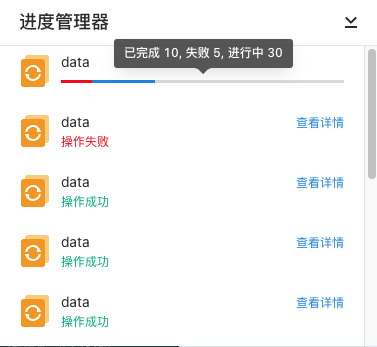 进度管理器
已完成 10, 失败 5, 进行中 30
data
data
查看详情
操作失败
data
查看详情
操作成功
data
查看详情
操作成功
data
查看详情
操作成功